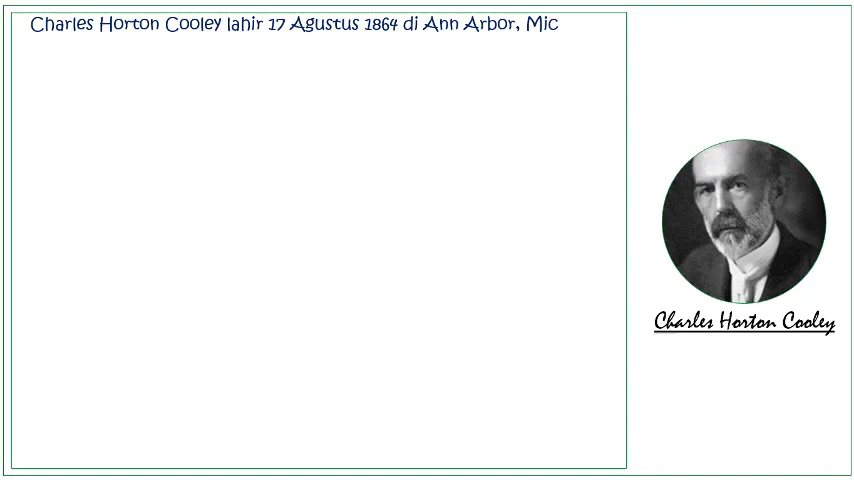 Charles Horton Cooley lahir 17 Agustus 1864 di Ann Arbor, Mic
Charles Horton Cooley